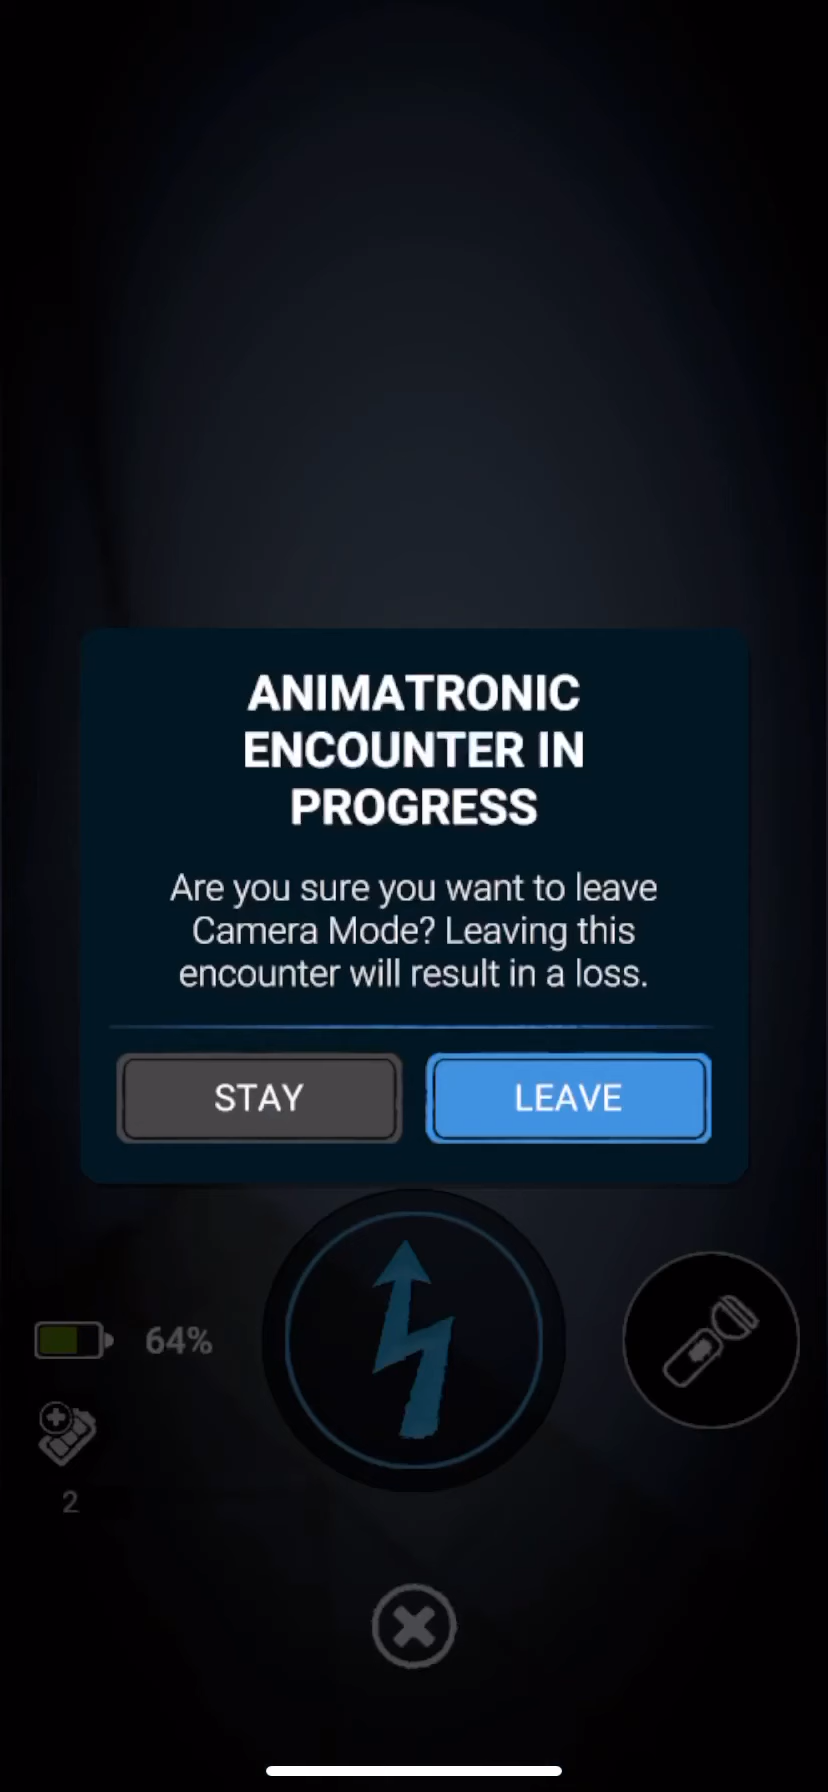 ANIMATRONIC
ENCOUNTER IN
PROGRESS
Are you sure you want to leave
Camera Mode? Leaving this
encounter will result in a loss.
STAY
LEAVE
64%
2